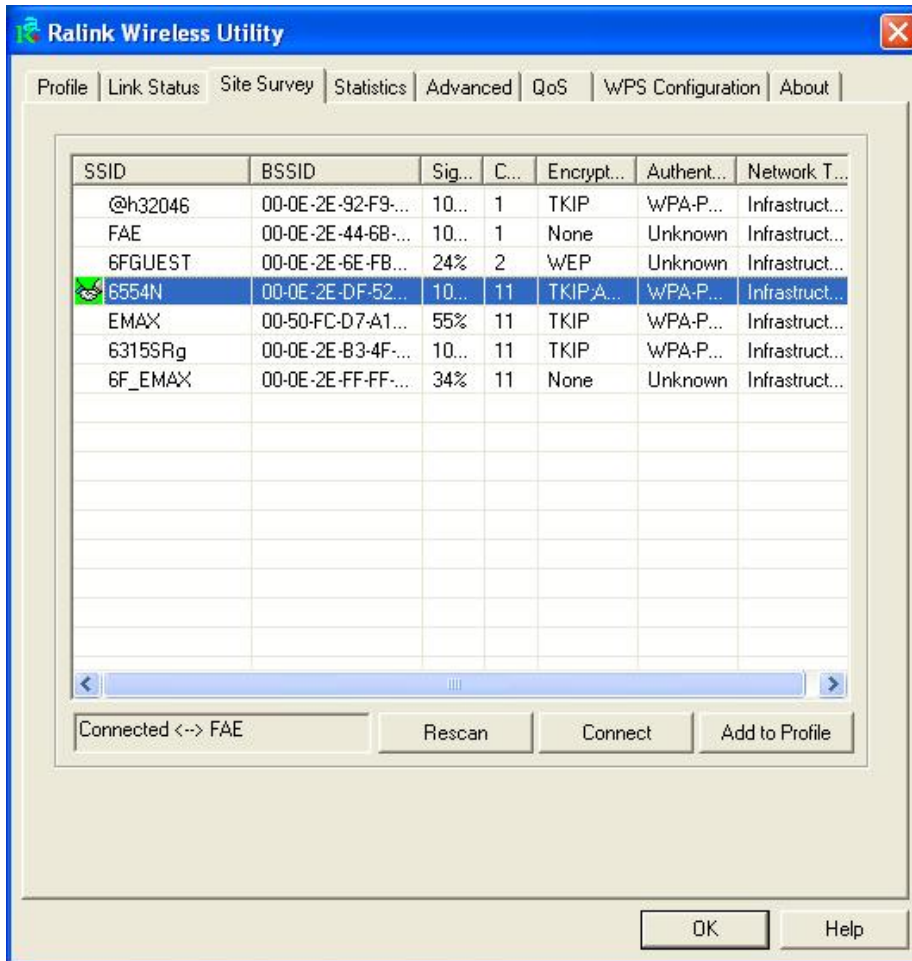 Ralink Wireless Utility
Profile Link Status Site Survey Statistics Advanced QoS WPS Configuration About
SSID BSSID Sig... C... Encrypt... Authent... Network T...
@h32046 00-0E-2E-92-F9-... 10... 1 TKIP WPA-P... Infrastruct...
FAE 00-0E-2E-44-6B-... 10... 1 None Unknown Infrastruct...
6FGUEST 00-0E-2E-6E-FB... 24% 2 WEP Unknown Infrastruct...
6554N 00-0E-2E-DF-52... 10... 11 TKIP;A... WPA-P... Infrastruct...
EMAX 00-50-FC-D7-A1... 55% 11 TKIP WPA-P... Infrastruct...
6315SRg 00-0E-2E-B3-4F-... 10... 11 TKIP WPA-P... Infrastruct...
6F_EMAX 00-0E-2E-FF-FF-... 34% 11 None Unknown Infrastruct...
Connected <--> FAE Rescan Connect Add to Profile
OK Help